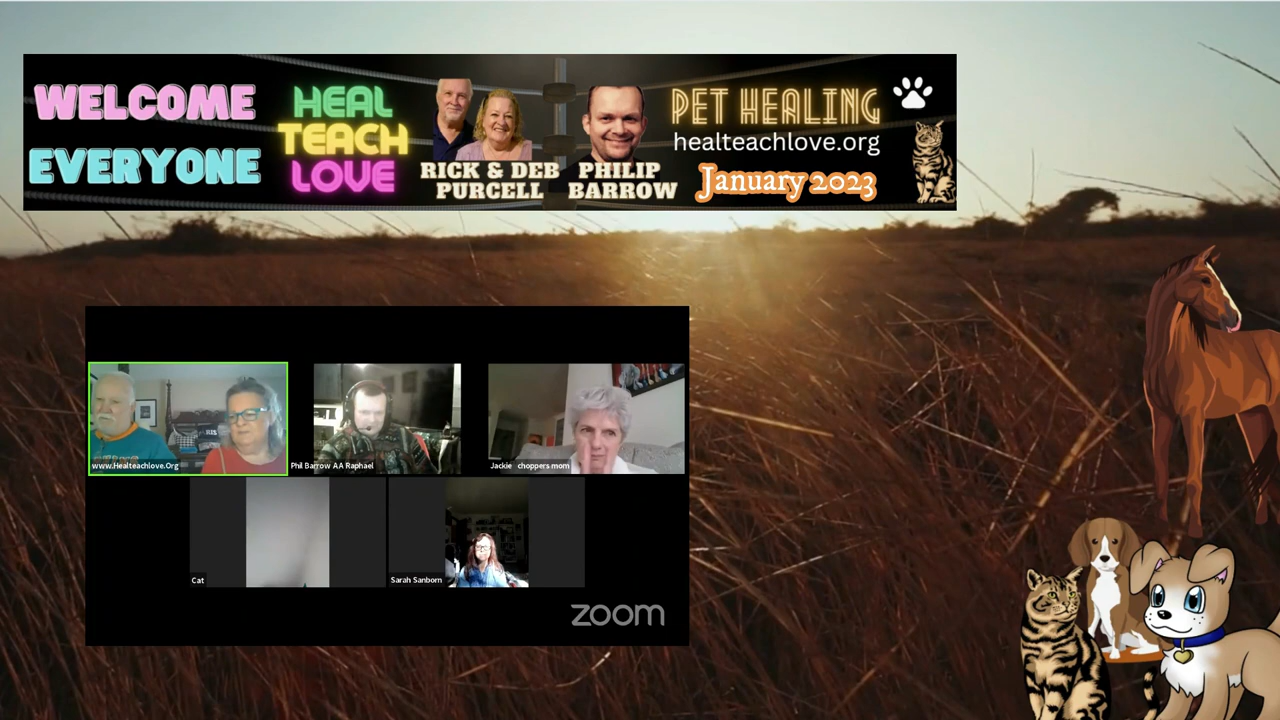 WELCOME
EVERYONE
HEAL
TEACH
LOVE
RICK & DEB
PURCELL
PHILIP
BARROW
PET HEALING
healteachlove.org
January 2023
www.Healteachlove.Org
Phil Barrow AA Raphael
Jackie choppers mom
Cat
Sarah Sanborn
zoom